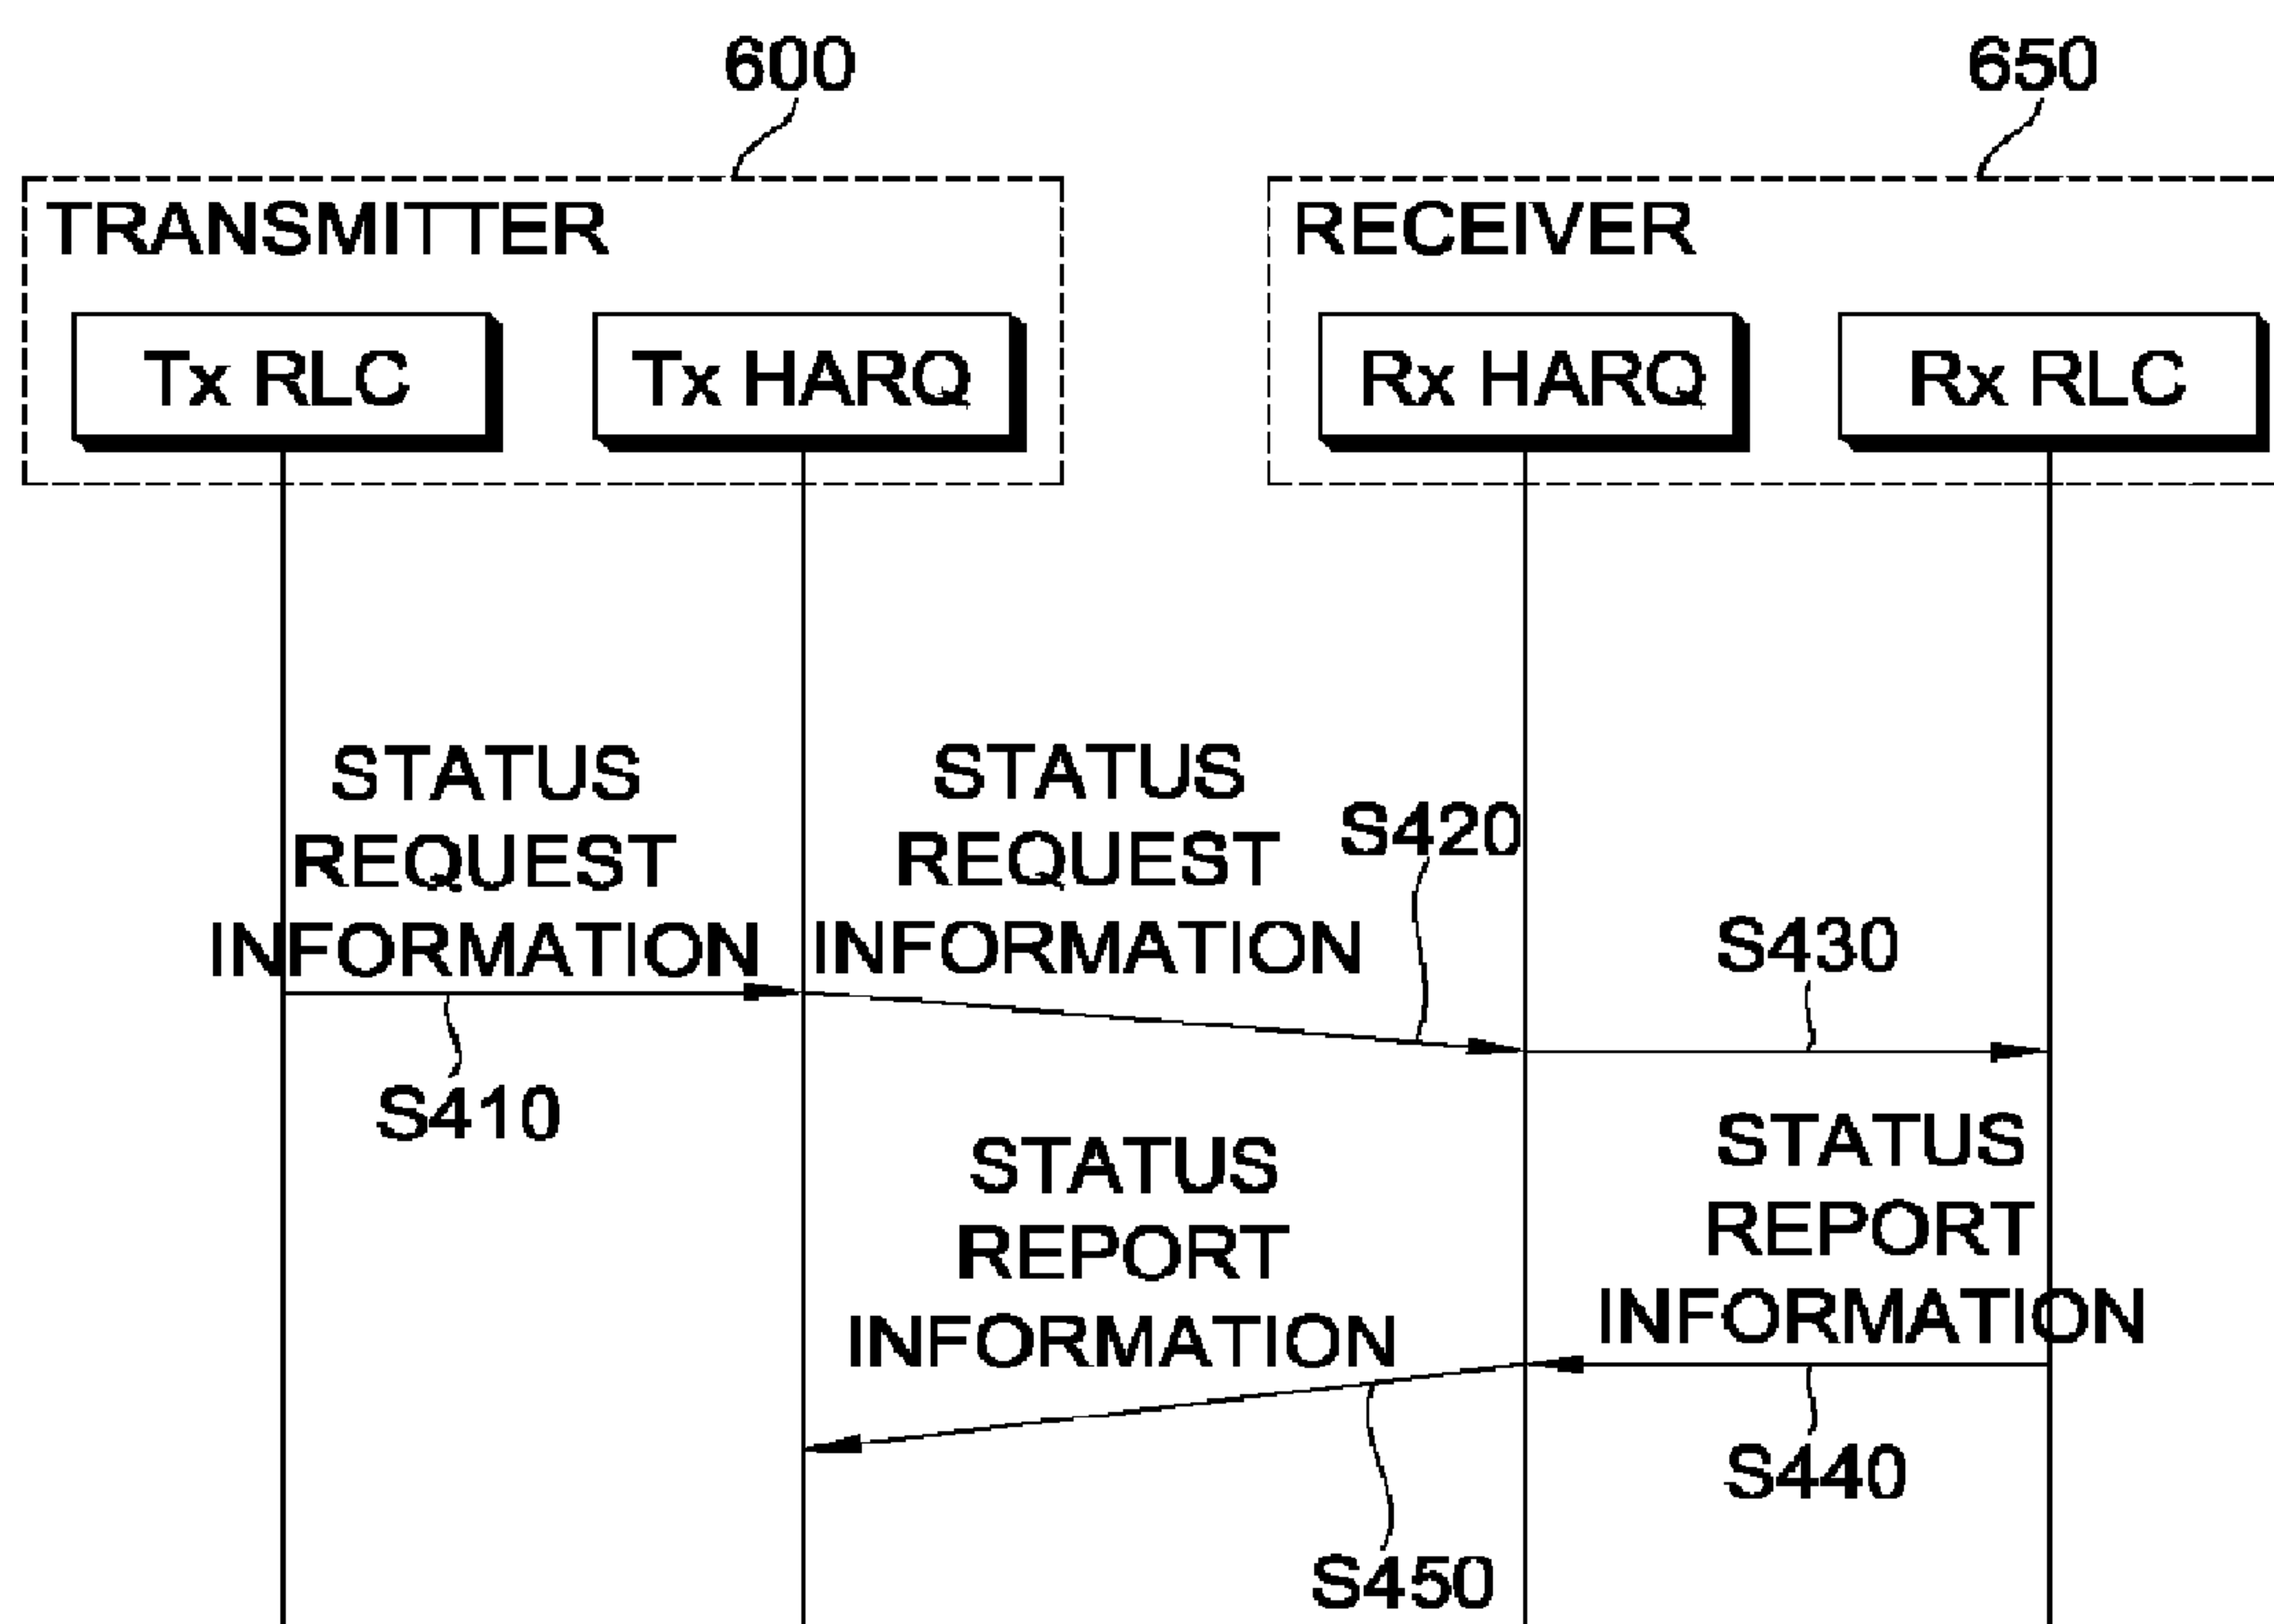 600
650
TRANSMITTER
RECEIVER
Tx RLC
Tx HARQ
Rx HARQ
Rx RLC
STATUS
REQUEST
INFORMATION
STATUS
REQUEST
INFORMATION
S420
S430
S410
STATUS
REPORT
INFORMATION
STATUS
REPORT
INFORMATION
S440
S450